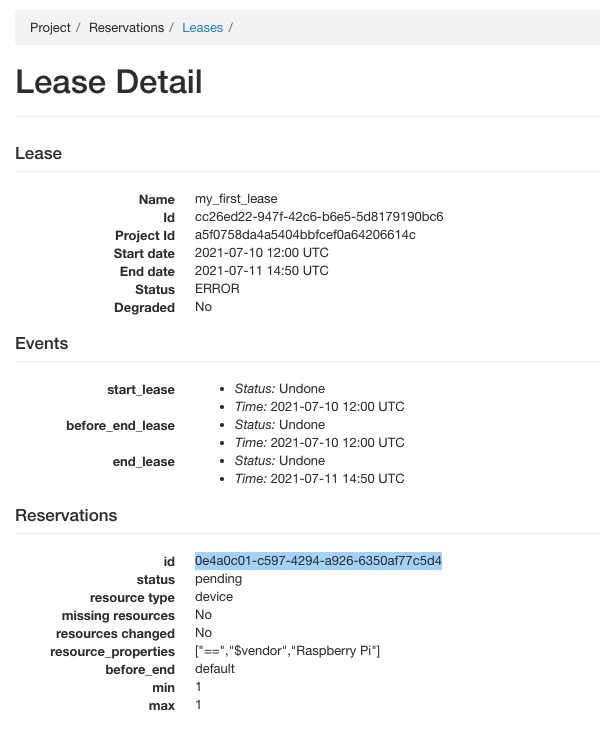 Project / Reservations / Leases /
Lease Detail
Lease
Name my_first_lease
Id cc26ed22-947f-42c6-b6e5-5d8179190bc6
Project Id a5f0758da4a5404bbfcef0a64206614c
Start date 2021-07-10 12:00 UTC
End date 2021-07-11 14:50 UTC
Status ERROR
Degraded No
Events
start_lease • Status: Undone
• Time: 2021-07-10 12:00 UTC
before_end_lease • Status: Undone
• Time: 2021-07-10 12:00 UTC
end_lease • Status: Undone
• Time: 2021-07-11 14:50 UTC
Reservations
id 0e4a0c01-c597-4294-a926-6350af77c5d4
status pending
resource type device
missing resources No
resources changed No
resource_properties ["==","$vendor","Raspberry Pi"]
before_end default
min 1
max 1